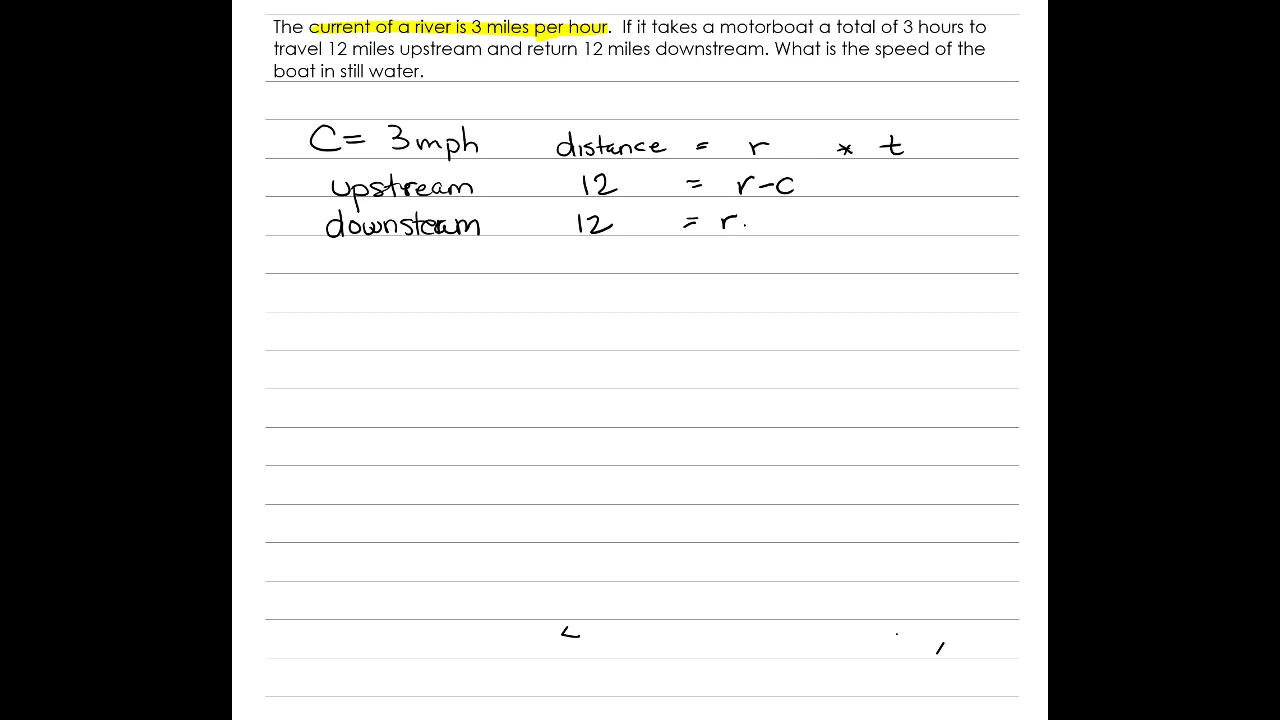 The current of a river is 3 miles per hour. If it takes a motorboat a total of 3 hours to
travel 12 miles upstream and return 12 miles downstream. What is the speed of the
boat in still water.
C = 3mph distance = r * t
upstream 12 = r-c
downsteam 12 = r.